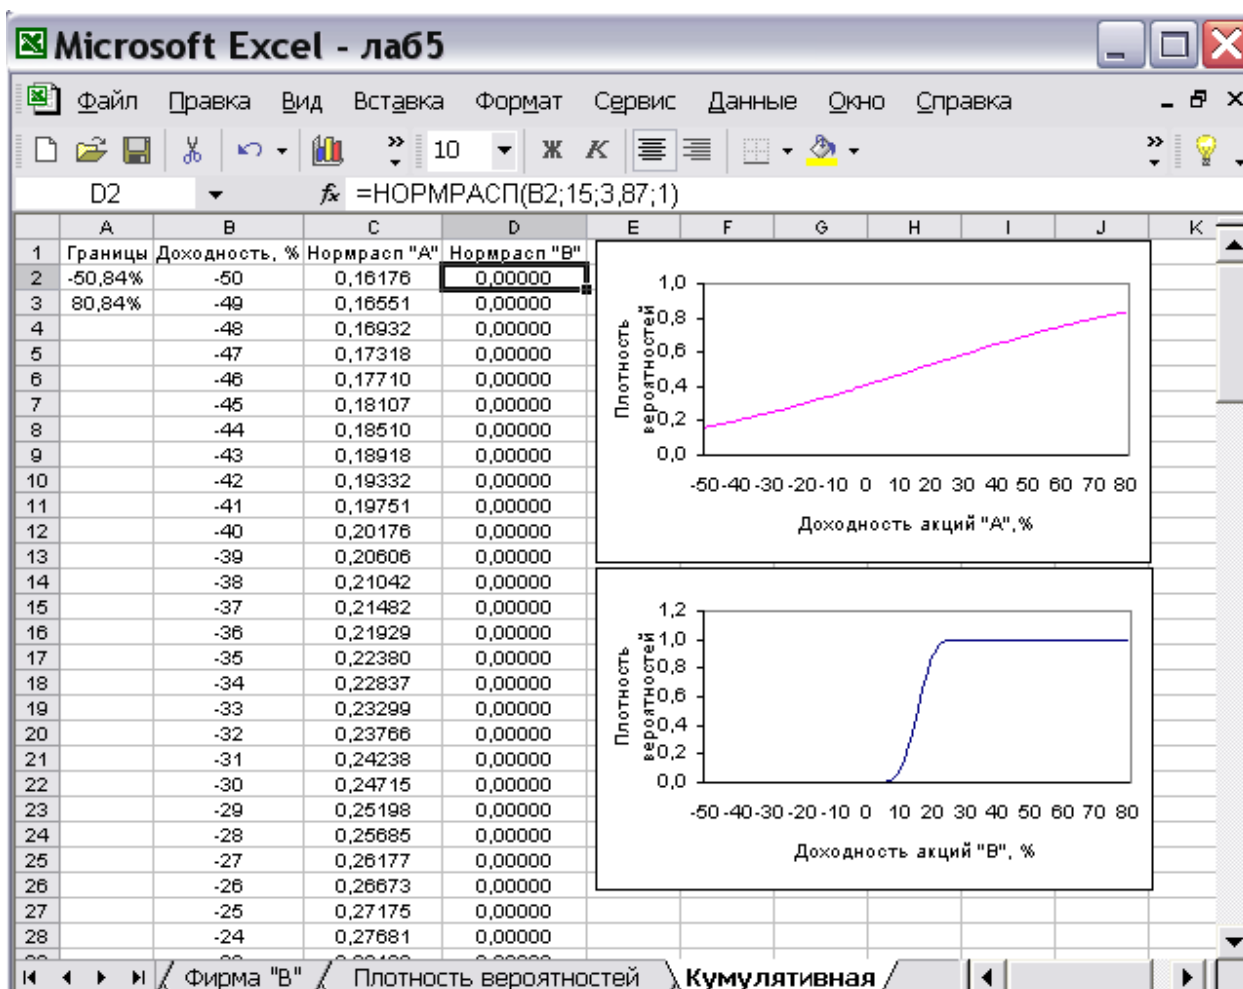 Microsoft Excel - лаб5
Файл Правка Вид Вставка Формат Сервис Данные Окно Справка
10 Ж К
D2 fx =НОРМРАСП(B2;15;3,87;1)
A B C D E F G H I J K
1 Границы Доходность, % Нормрасп "А" Нормрасп "В"
2 -50,84% -50 0,16176 0,00000
3 80,84% -49 0,16551 0,00000
4 -48 0,16932 0,00000
5 -47 0,17318 0,00000
6 -46 0,17710 0,00000
7 -45 0,18107 0,00000
8 -44 0,18510 0,00000
9 -43 0,18918 0,00000
10 -42 0,19332 0,00000
11 -41 0,19751 0,00000
12 -40 0,20176 0,00000
13 -39 0,20606 0,00000
14 -38 0,21042 0,00000
15 -37 0,21482 0,00000
16 -36 0,21929 0,00000
17 -35 0,22380 0,00000
18 -34 0,22837 0,00000
19 -33 0,23299 0,00000
20 -32 0,23766 0,00000
21 -31 0,24238 0,00000
22 -30 0,24715 0,00000
23 -29 0,25198 0,00000
24 -28 0,25685 0,00000
25 -27 0,26177 0,00000
26 -26 0,26673 0,00000
27 -25 0,27175 0,00000
28 -24 0,27681 0,00000
Плотность
вероятностей
1,0
0,8
0,6
0,4
0,2
0,0
-50 -40 -30 -20 -10 0 10 20 30 40 50 60 70 80
Доходность акций "А",%
Плотность
вероятностей
1,2
1,0
0,8
0,6
0,4
0,2
0,0
-50 -40 -30 -20 -10 0 10 20 30 40 50 60 70 80
Доходность акций "В", %
Фирма "В" Плотность вероятностей Кумулятивная